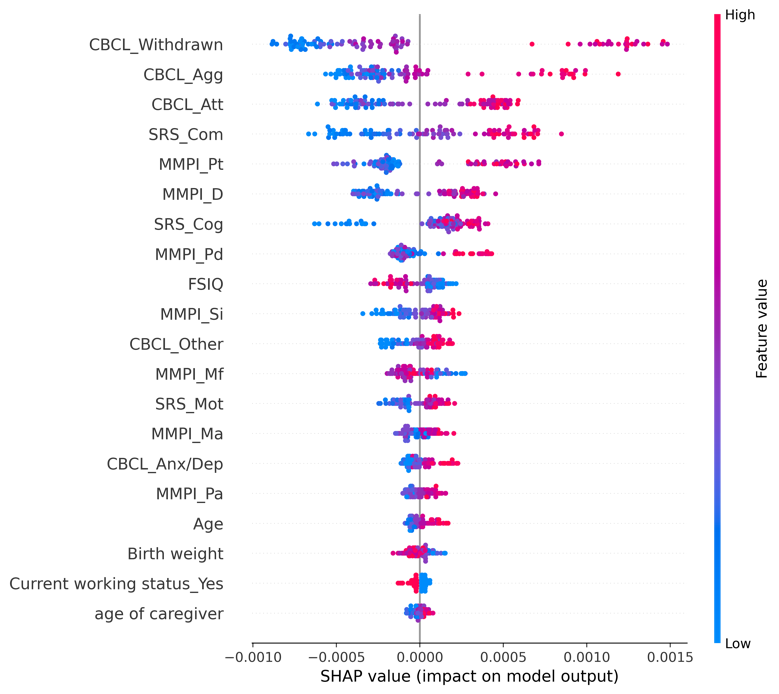 High
CBCL_Withdrawn
CBCL_Agg
CBCL_Att
SRS_Com
MMPI_Pt
MMPI_D
SRS_Cog
MMPI_Pd
FSIQ
MMPI_Si
CBCL_Other
MMPI_Mf
SRS_Mot
MMPI_Ma
CBCL_Anx/Dep
MMPI_Pa
Age
Birth weight
Current working status_Yes
age of caregiver
Feature value
Low
−0.0010 −0.0005 0.0000 0.0005 0.0010 0.0015
SHAP value (impact on model output)